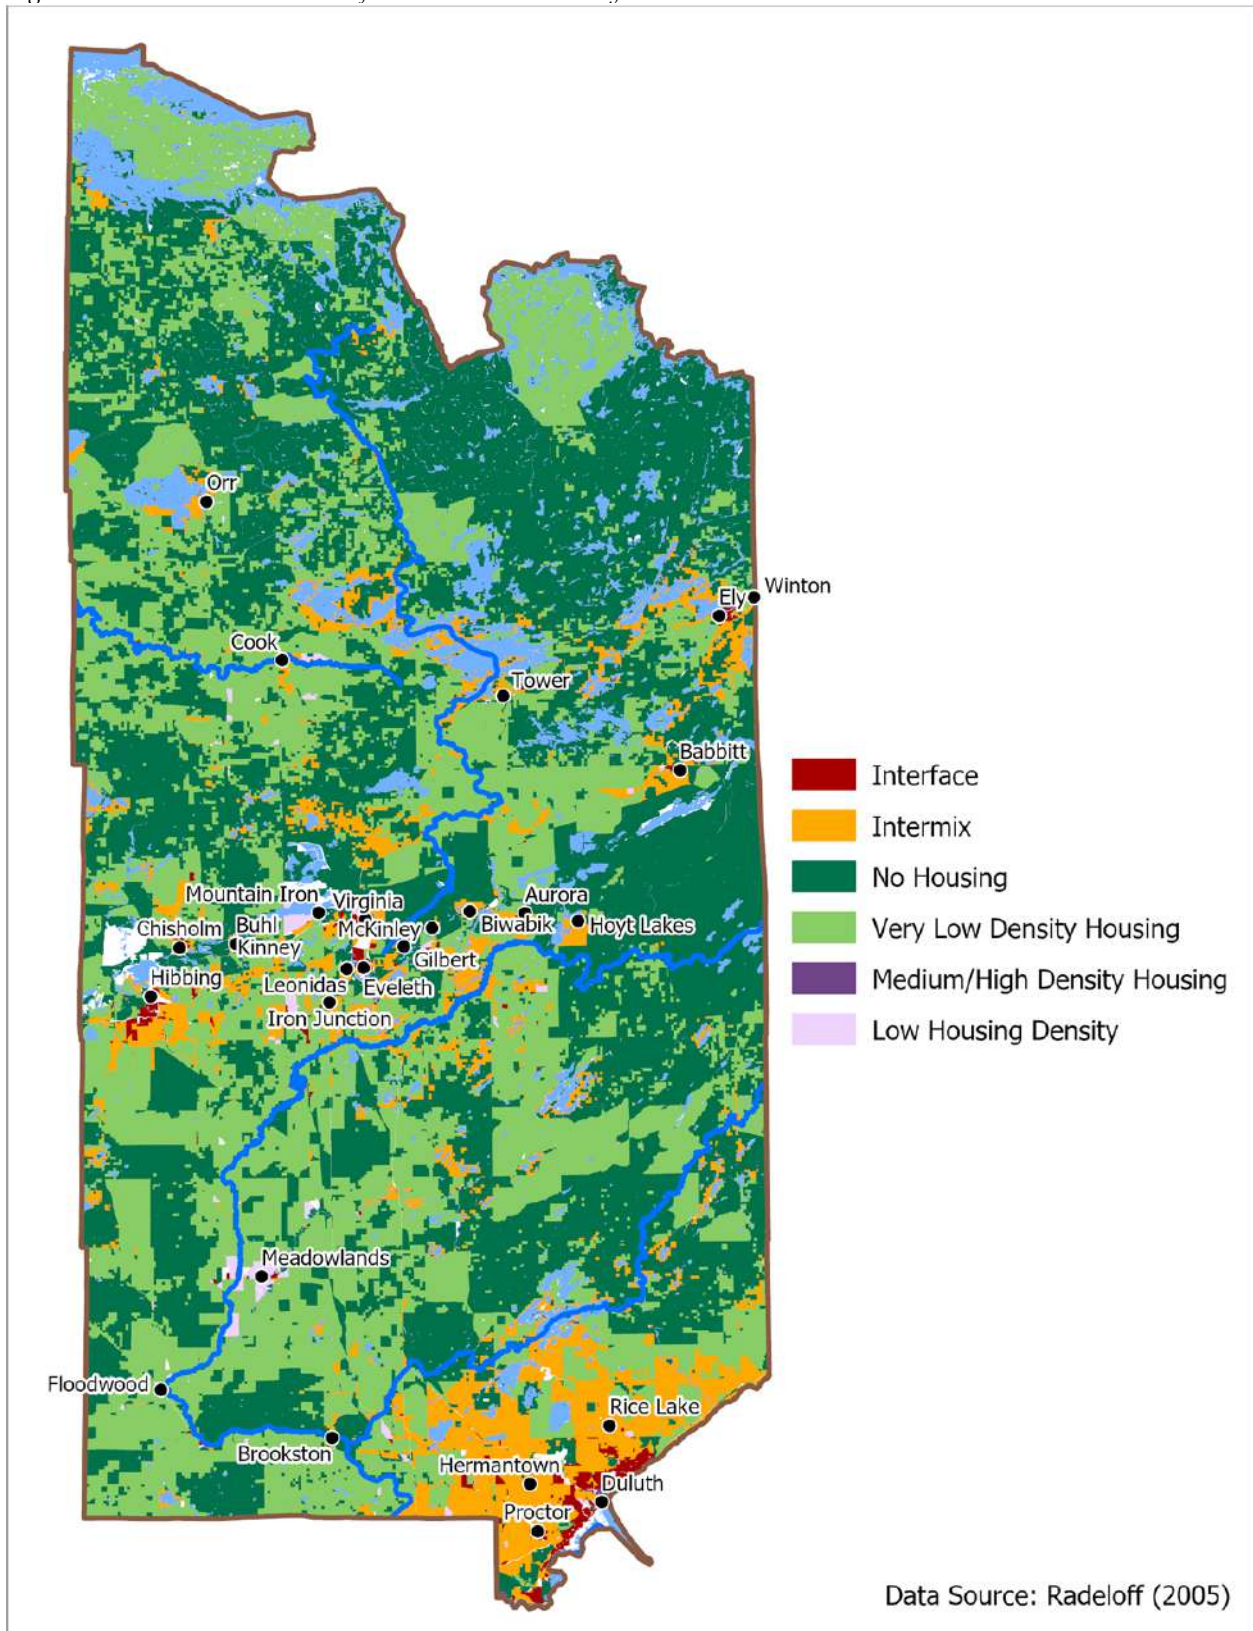 Orr
Winton
Ely
Cook
Tower
Babbitt
Interface
Intermix
No Housing
Very Low Density Housing
Medium/High Density Housing
Low Housing Density
Mountain Iron
Virginia
Aurora
Chisholm
Buhl
McKinley
Biwabik
Hoyt Lakes
Kinney
Gilbert
Hibbing
Leonidas
Eveleth
Iron Junction
Meadowlands
Floodwood
Rice Lake
Brookston
Hermantown
Duluth
Proctor
Data Source: Radeloff (2005)